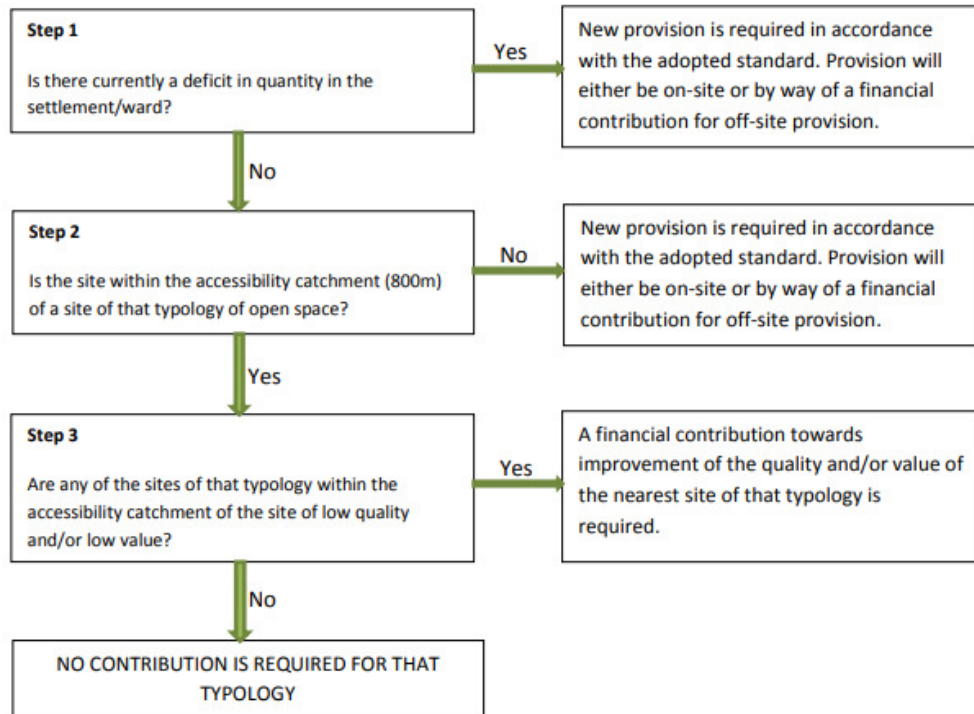 Step 1
Is there currently a deficit in quantity in the
settlement/ward?
Yes
New provision is required in accordance
with the adopted standard. Provision will
either be on-site or by way of a financial
contribution for off-site provision.
No
Step 2
Is the site within the accessibility catchment (800m)
of a site of that typology of open space?
No
New provision is required in accordance
with the adopted standard. Provision will
either be on-site or by way of a financial
contribution for off-site provision.
Yes
Step 3
Are any of the sites of that typology within the
accessibility catchment of the site of low quality
and/or low value?
Yes
A financial contribution towards
improvement of the quality and/or value of
the nearest site of that typology is
required.
No
NO CONTRIBUTION IS REQUIRED FOR THAT
TYPOLOGY